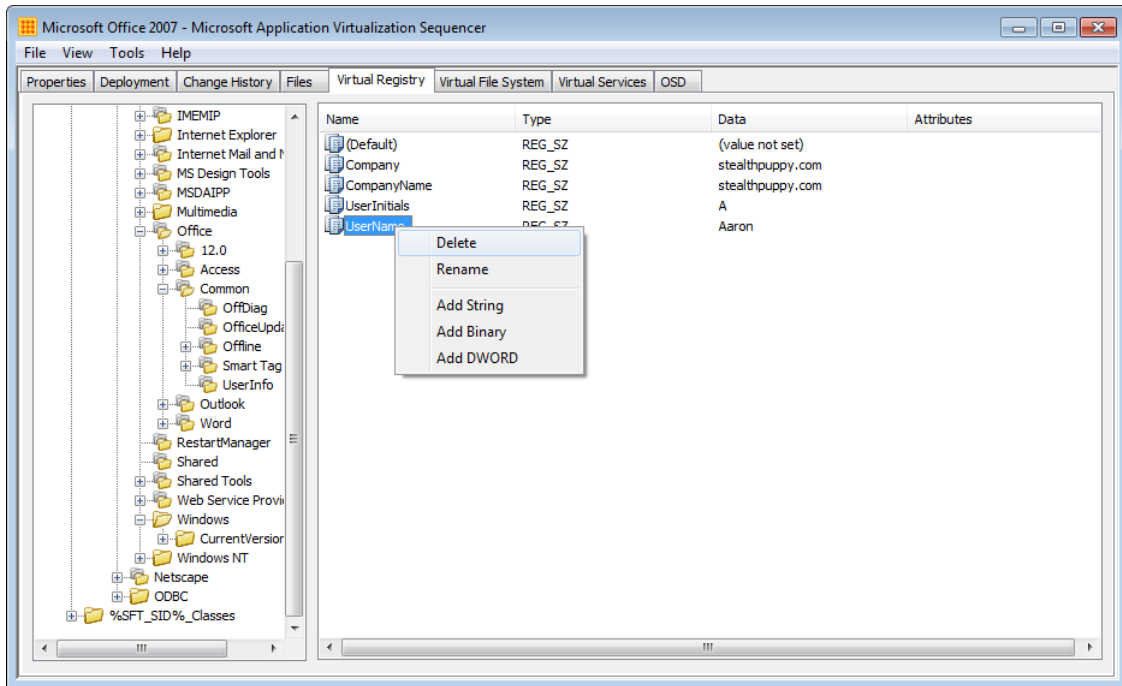 Microsoft Office 2007 - Microsoft Application Virtualization Sequencer
File View Tools Help
Properties Deployment Change History Files Virtual Registry Virtual File System Virtual Services OSD
IMEMIP
Internet Explorer
Internet Mail and
MS Design Tools
MSDAIPP
Multimedia
Office
12.0
Access
Common
OffDiag
OfficeUpda
Offline
Smart Tag
UserInfo
Outlook
Word
RestartManager
Shared
Shared Tools
Web Service Provi
Windows
CurrentVersion
Windows NT
Netscape
ODBC
%SFT_SID%_Classes
Name Type Data Attributes
(Default) REG_SZ (value not set)
Company REG_SZ stealthpuppy.com
CompanyName REG_SZ stealthpuppy.com
UserInitials REG_SZ A
UserName REG_SZ Aaron
Delete
Rename
Add String
Add Binary
Add DWORD